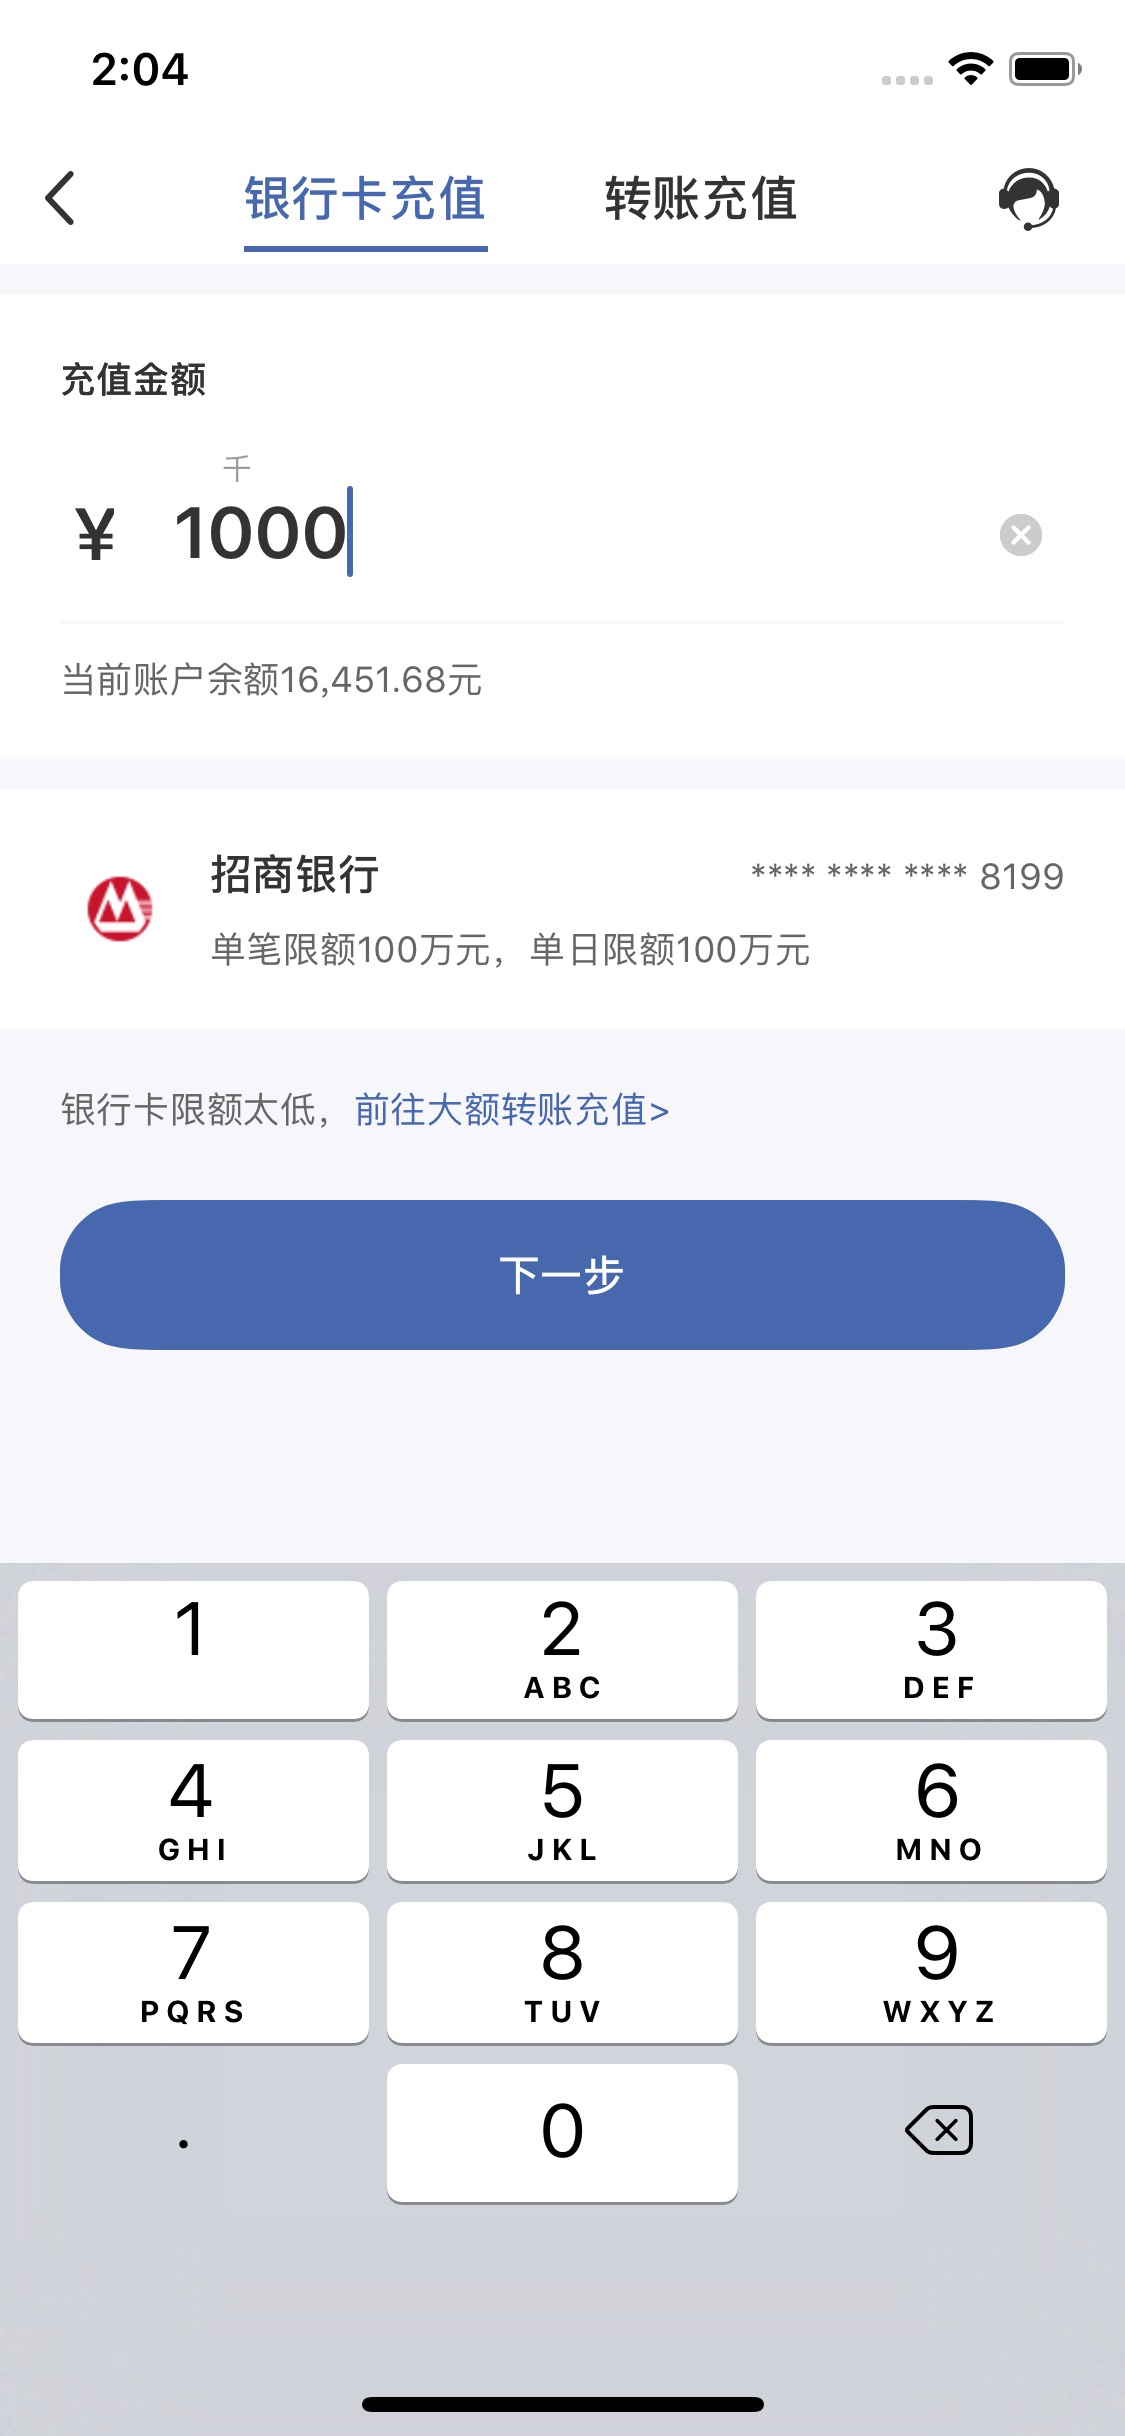 2:04
银行卡充值 转账充值
充值金额
千
¥ 1000
当前账户余额16,451.68元
招商银行 **** **** **** 8199
单笔限额100万元，单日限额100万元
银行卡限额太低，前往大额转账充值>
下一步
1 2 3
ABC DEF
4 5 6
GHI JKL MNO
7 8 9
PQRS TUV WXYZ
. 0